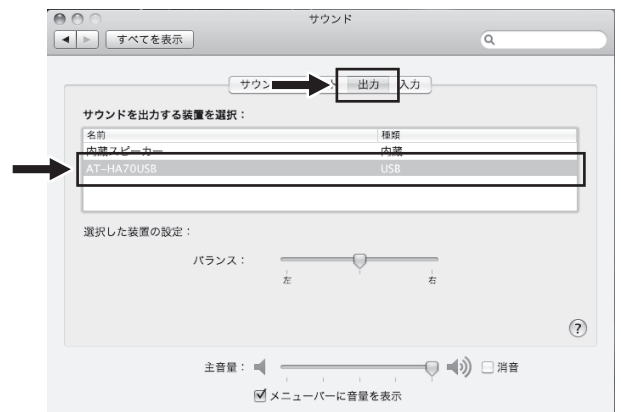 サウンド
すべてを表示
サウン 出力 入力
サウンドを出力する装置を選択：
名前 種類
内蔵スピーカー 内蔵
AT-HA70USB USB
選択した装置の設定：
バランス：
左 右
?
主音量： 消音
メニューバーに音量を表示